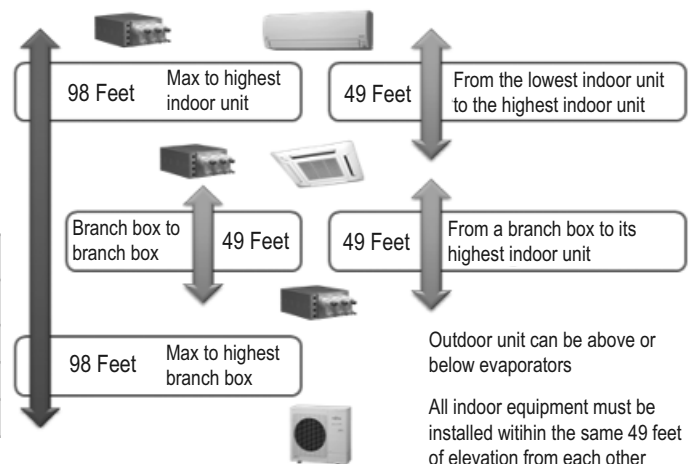 98 Feet
Max to highest
indoor unit
49 Feet
From the lowest indoor unit
to the highest indoor unit
Branch box to
branch box
49 Feet
49 Feet
From a branch box to its
highest indoor unit
98 Feet
Max to highest
branch box
Outdoor unit can be above or
below evaporators
All indoor equipment must be
installed witihin the same 49 feet
of elevation from each other